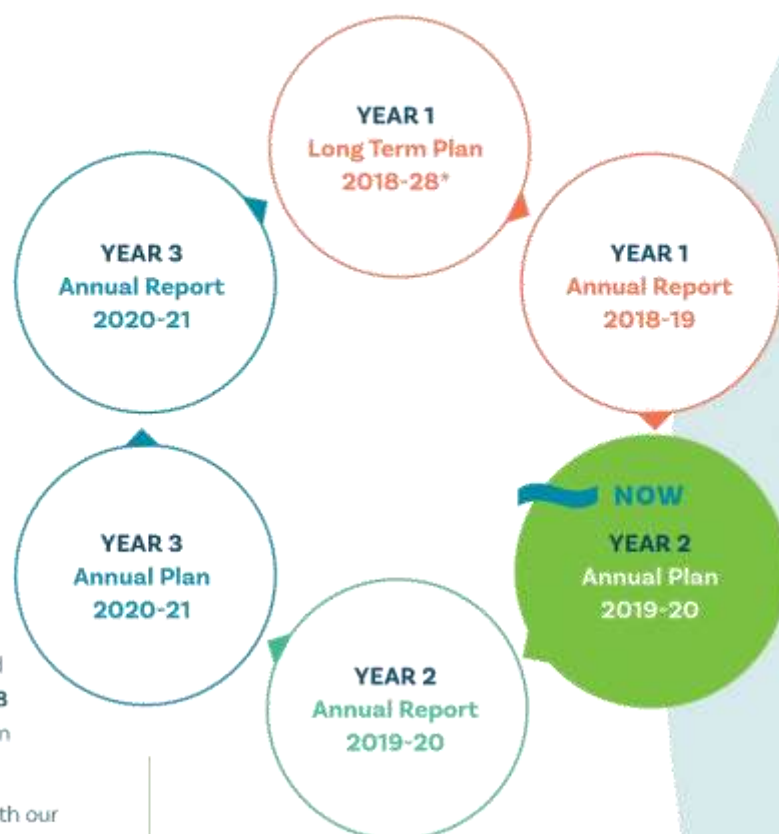 YEAR 1
Long Term Plan
2018-28*
YEAR 1
Annual Report
2018-19
NOW
YEAR 2
Annual Plan
2019-20
YEAR 2
Annual Report
2019-20
YEAR 3
Annual Plan
2020-21
YEAR 3
Annual Report
2020-21
th our